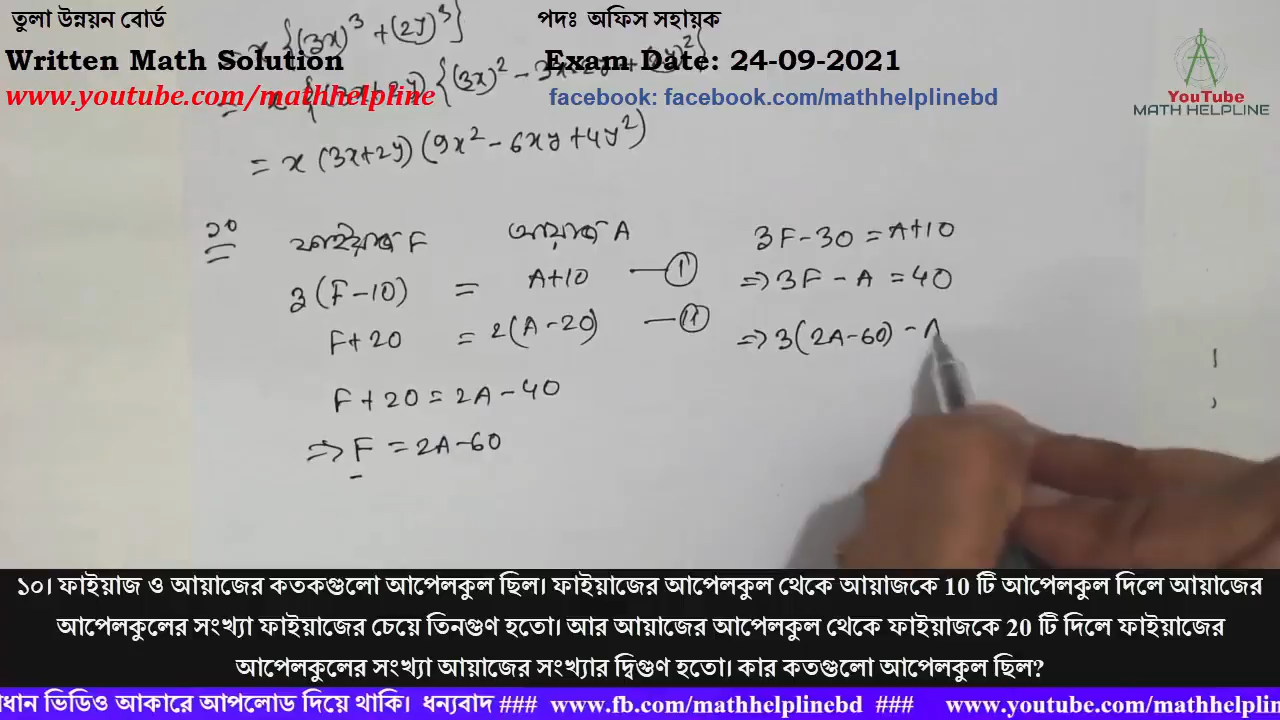 তুলা উন্নয়ন বোর্ড
পদঃ অফিস সহায়ক
= x {(3x)³ + (2y)³}
Written Math Solution
Exam Date: 24-09-2021
www.youtube.com/mathhelpline
facebook: facebook.com/mathhelplinebd
YouTube
MATH HELPLINE
= x (3x+2y) (9x² - 6xy + 4y²)
১০
ফাইয়াজ F
আয়াজ A
3(F-10) = A+10 — (i)
F+20 = 2(A-20) — (ii)
F+20 = 2A-40
⇒ F = 2A-60
3F-30 = A+10
⇒ 3F - A = 40
⇒ 3(2A-60) - A
১০। ফাইয়াজ ও আয়াজের কতকগুলো আপেলকুল ছিল। ফাইয়াজের আপেলকুল থেকে আয়াজকে 10 টি আপেলকুল দিলে আয়াজের
আপেলকুলের সংখ্যা ফাইয়াজের চেয়ে তিনগুণ হতো। আর আয়াজের আপেলকুল থেকে ফাইয়াজকে 20 টি দিলে ফাইয়াজের
আপেলকুলের সংখ্যা আয়াজের সংখ্যার দ্বিগুণ হতো। কার কতগুলো আপেলকুল ছিল?
ধান ভিডিও আকারে আপলোড দিয়ে থাকি। ধন্যবাদ ### www.fb.com/mathhelplinebd ### www.youtube.com/mathhelplin